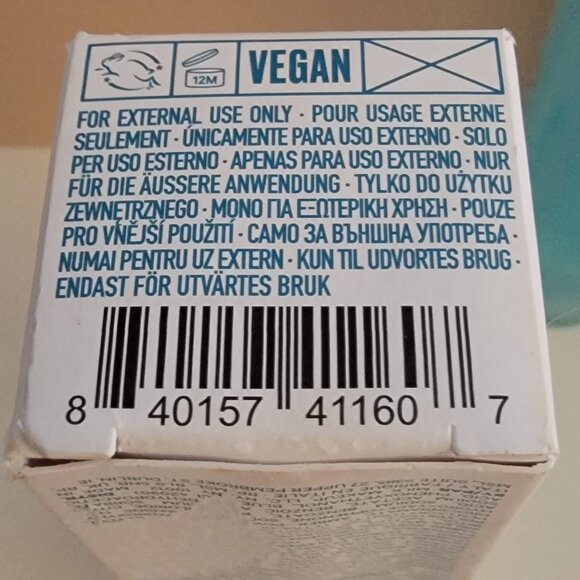 12M VEGAN
FOR EXTERNAL USE ONLY · POUR USAGE EXTERNE
SEULEMENT · ÚNICAMENTE PARA USO EXTERNO · SOLO
PER USO ESTERNO · APENAS PARA USO EXTERNO · NUR
FÜR DIE ÄUSSERE ANWENDUNG · TYLKO DO UŻYTKU
ZEWNĘTRZNEGO · ΜΟΝΟ ΓΙΑ ΕΞΩΤΕΡΙΚΗ ΧΡΗΣΗ · POUZE
PRO VNĚJŠÍ POUŽITÍ · САМО ЗА ВЪНШНА УПОТРЕБА ·
NUMAI PENTRU UZ EXTERN · KUN TIL UDVORTES BRUG ·
ENDAST FÖR UTVÄRTES BRUK
8 40157 41160 7